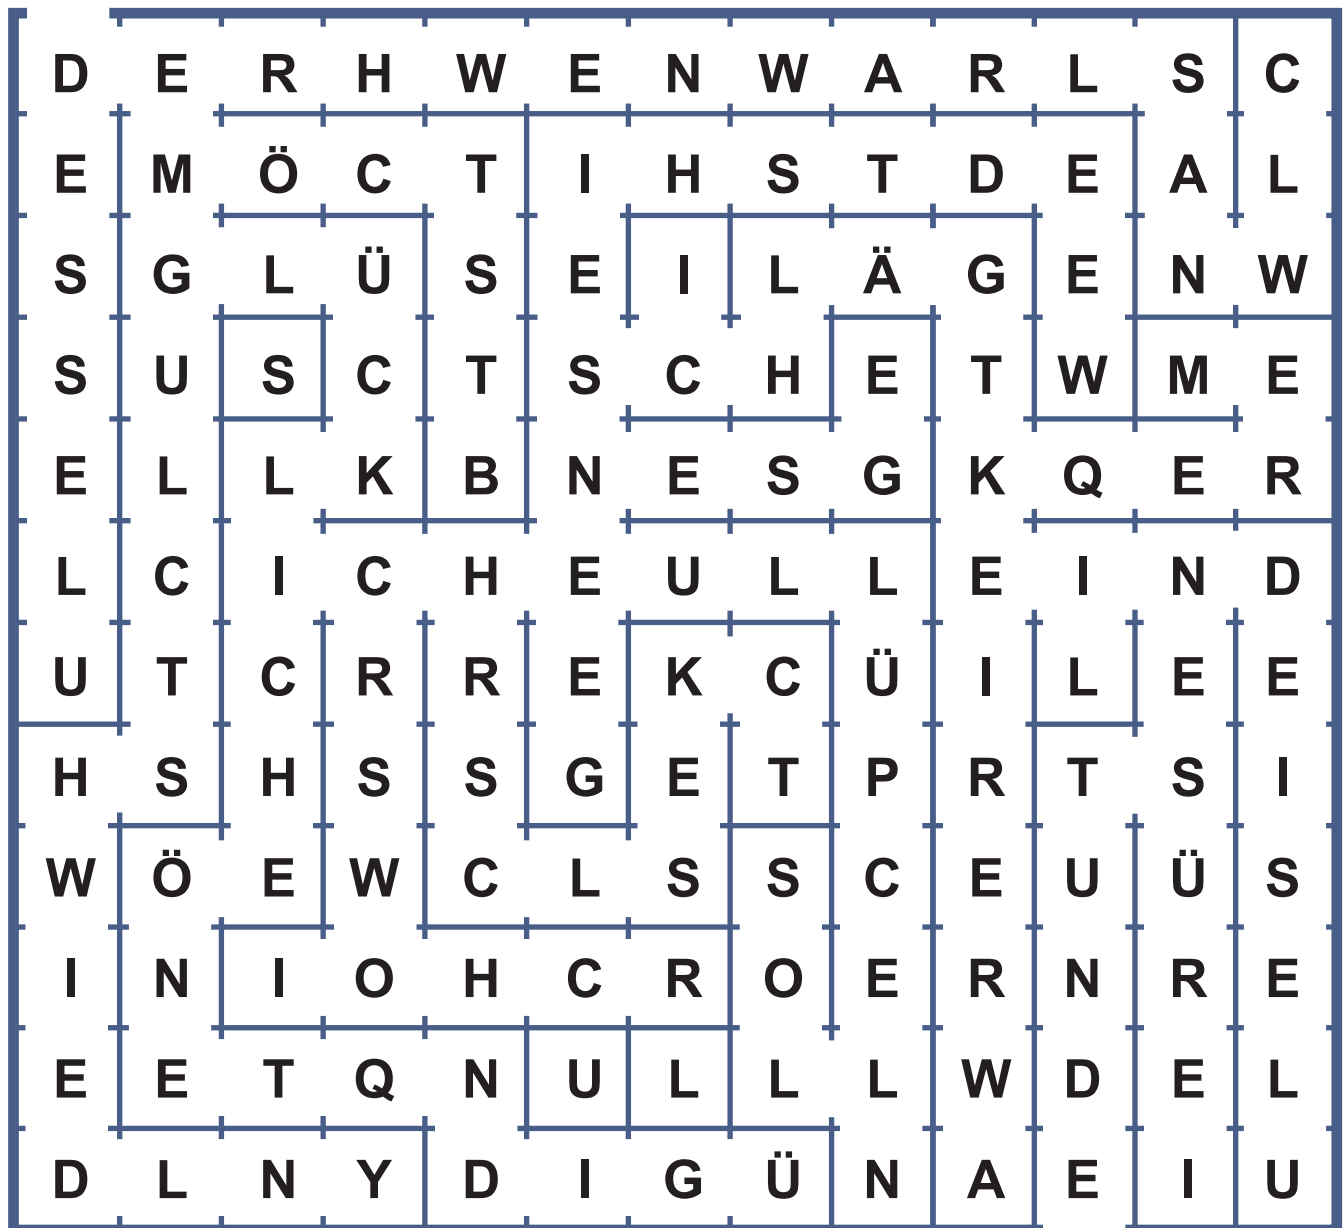 D E R H W E N W A R L S C
E M Ö C T I H S T D E A L
S G L Ü S E I L Ä G E N W
S U S C T S C H E T W M E
E L L K B N E S G K Q E R
L C I C H E U L L E I N D
U T C R R E K C Ü I L E E
H S H S S G E T P R T S I
W Ö E W C L S S C E U Ü S
I N I O H C R O E R N R E
E E T Q N U L L L W D E L
D L N Y D I G Ü N A E I U